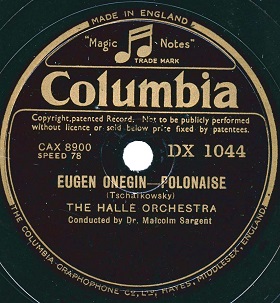 MADE IN ENGLAND
"Magic Notes"
TRADE MARK
Columbia
Copyright, patented Record. Not to be publicly performed
without licence or sold below price fixed by patentees.
CAX 8900
SPEED 78
DX 1044
EUGEN ONEGIN—POLONAISE
(Tschaikowsky)
THE HALLE ORCHESTRA
Conducted by Dr. Malcolm Sargent
THE COLUMBIA GRAPHOPHONE CO., LTD., HAYES, MIDDLESEX, ENGLAND.